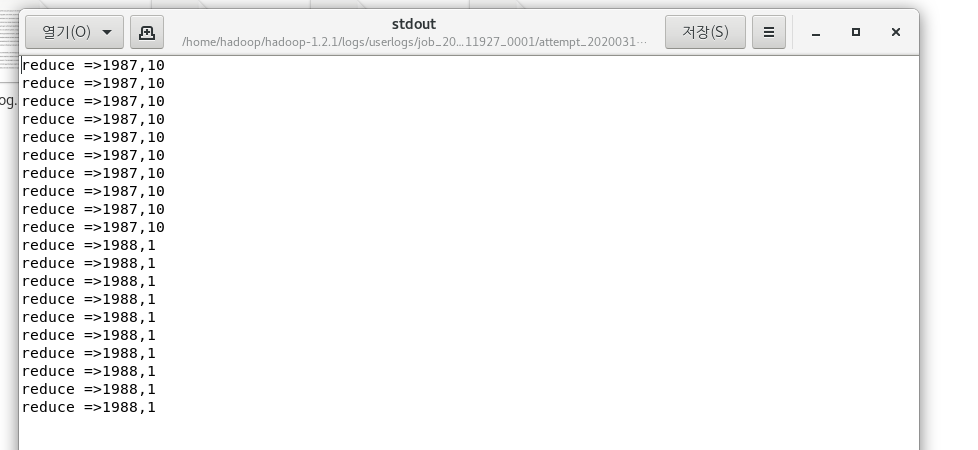 열기(O)
stdout
/home/hadoop/hadoop-1.2.1/logs/userlogs/job_20...11927_0001/attempt_2020031...
저장(S)
og.
reduce =>1987,10
reduce =>1987,10
reduce =>1987,10
reduce =>1987,10
reduce =>1987,10
reduce =>1987,10
reduce =>1987,10
reduce =>1987,10
reduce =>1987,10
reduce =>1987,10
reduce =>1988,1
reduce =>1988,1
reduce =>1988,1
reduce =>1988,1
reduce =>1988,1
reduce =>1988,1
reduce =>1988,1
reduce =>1988,1
reduce =>1988,1
reduce =>1988,1